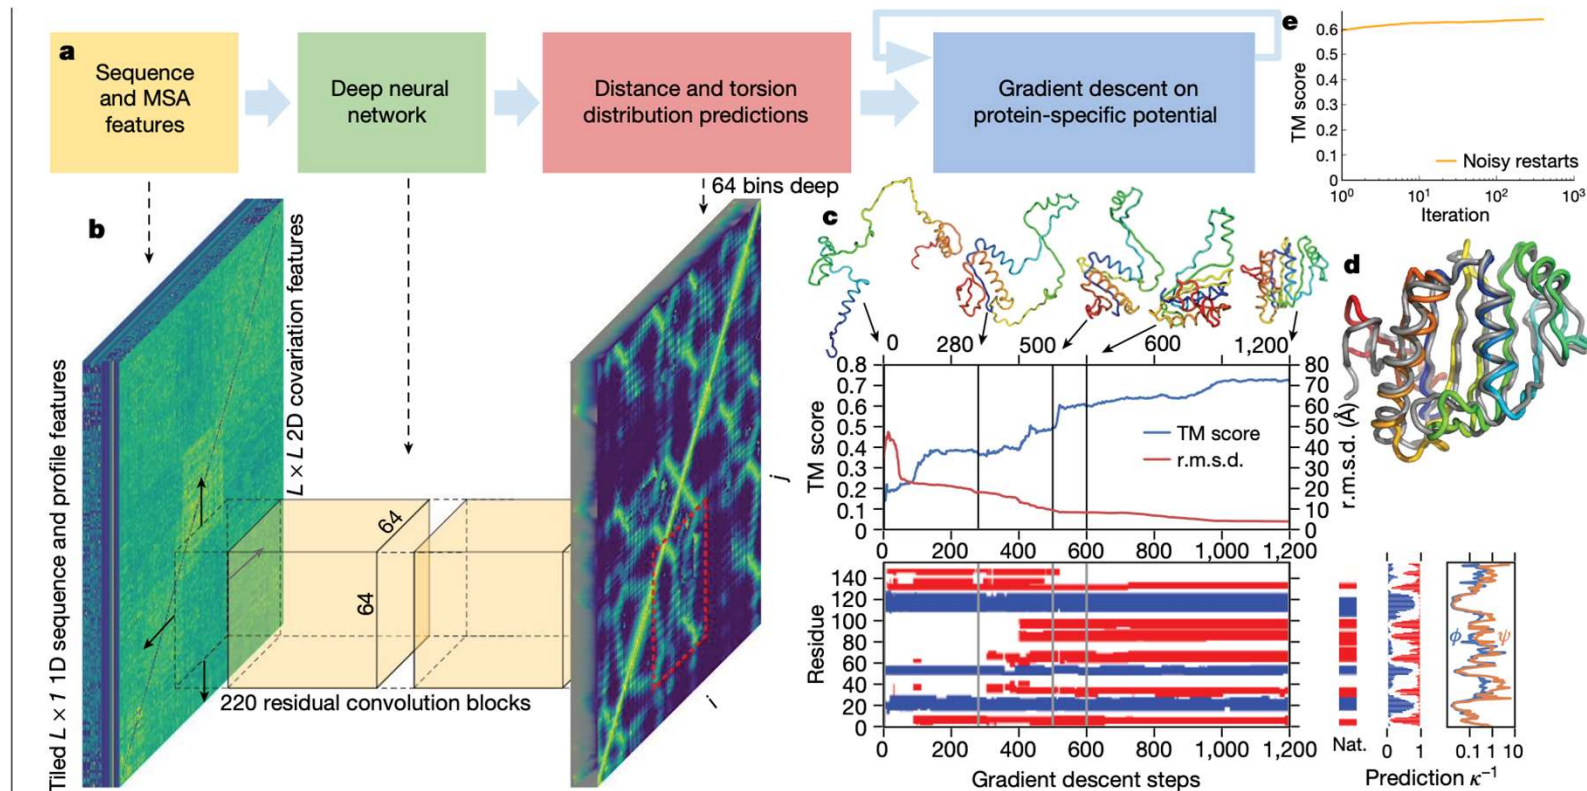 a
Sequence
and MSA
features
Deep neural
network
Distance and torsion
distribution predictions
Gradient descent on
protein-specific potential
e
TM score
0.6
0.5
0.4
0.3
0.2
0.1
0
Noisy restarts
10⁰ 10¹ 10² 10³
Iteration
b
Tiled L × 1 1D sequence and profile features
L × L 2D covariation features
64
64
220 residual convolution blocks
64 bins deep
j
i
c
0 280 500 600 1,200
TM score
0.8
0.7
0.6
0.5
0.4
0.3
0.2
0.1
0
TM score
r.m.s.d.
80
70
60
50
40
30
20
10
0
r.m.s.d. (Å)
0 200 400 600 800 1,000 1,200
Residue
140
120
100
80
60
40
20
0
0 200 400 600 800 1,000 1,200
Gradient descent steps
d
Nat.
0 1
ϕ ψ
0.1 1 10
Prediction κ⁻¹